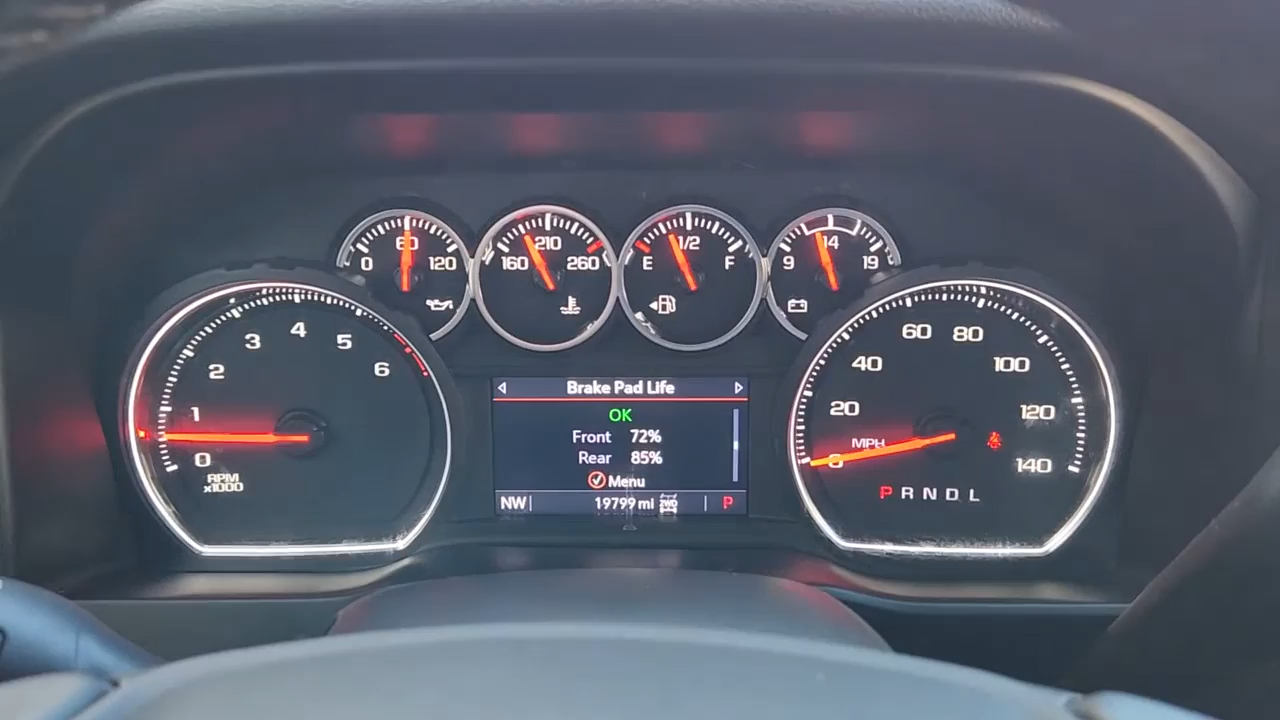 0 60 120
160 210 260
E 1/2 F
9 14 19
0 1 2 3 4 5 6
RPM
x1000
Brake Pad Life
OK
Front 72%
Rear 85%
Menu
NW 19799 mi 2WD P
0 20 40 60 80 100 120 140
MPH
P R N D L